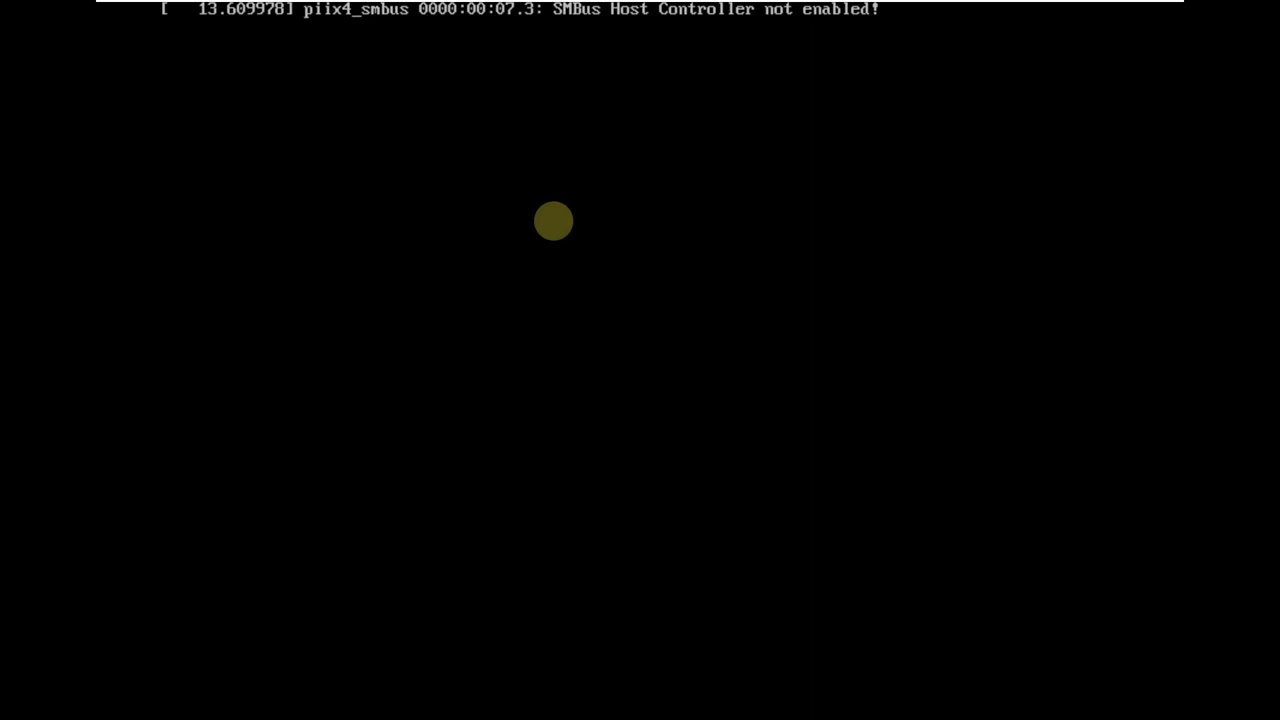 [   13.609978] piix4_smbus 0000:00:07.3: SMBus Host Controller not enabled!